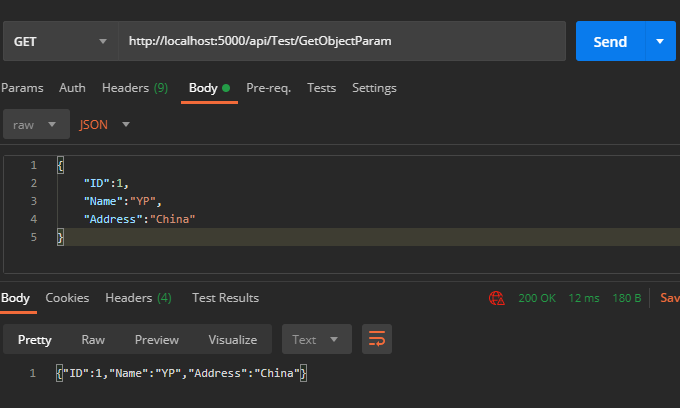 GET http://localhost:5000/api/Test/GetObjectParam Send
Params Auth Headers (9) Body Pre-req. Tests Settings
raw JSON
1 {
2 "ID":1,
3 "Name":"YP",
4 "Address":"China"
5 }
Body Cookies Headers (4) Test Results 200 OK 12 ms 180 B Sav
Pretty Raw Preview Visualize Text
1 {"ID":1,"Name":"YP","Address":"China"}